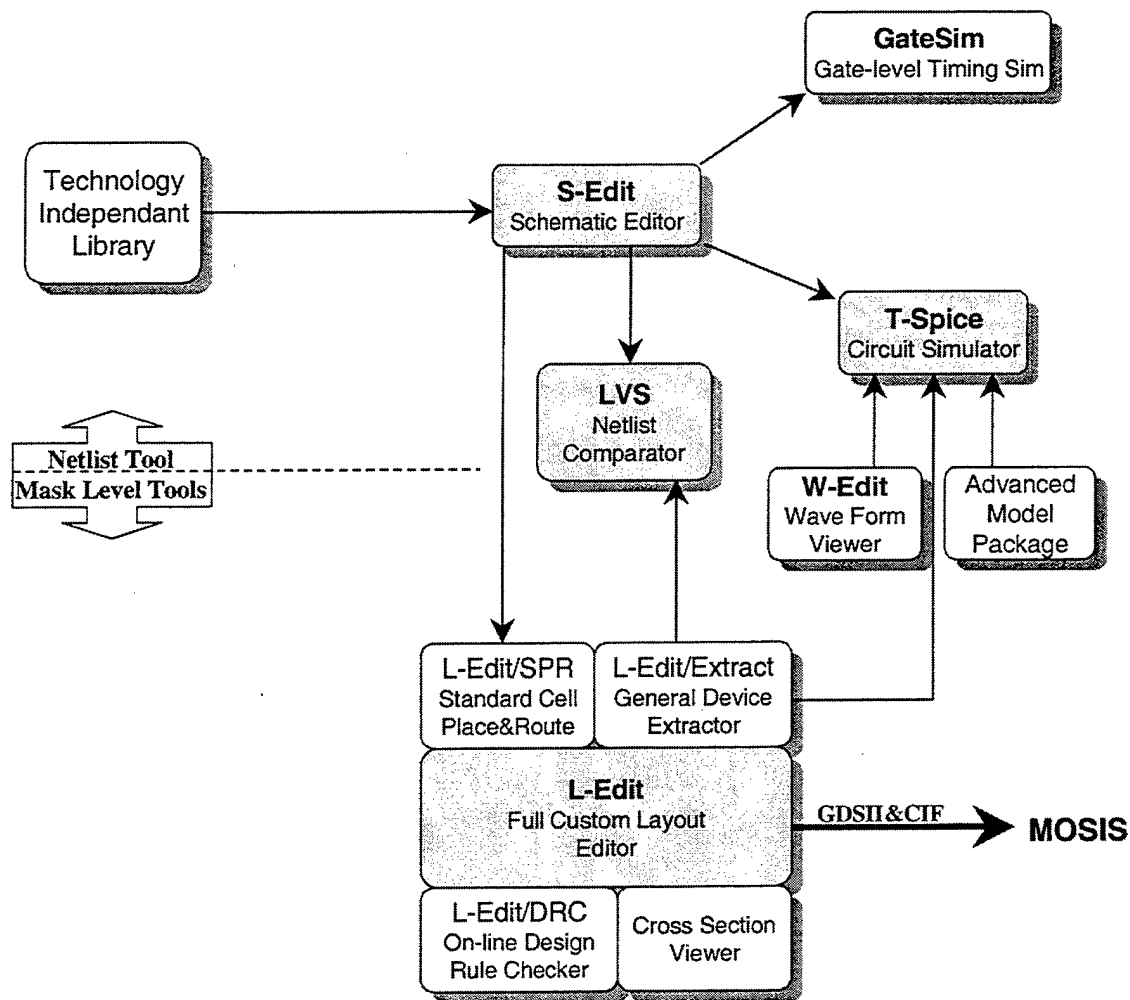 GateSim
Gate-level Timing Sim
Technology
Independant
Library
S-Edit
Schematic Editor
T-Spice
Circuit Simulator
LVS
Netlist
Comparator
Netlist Tool
Mask Level Tools
W-Edit
Wave Form
Viewer
Advanced
Model
Package
L-Edit/SPR
Standard Cell
Place&Route
L-Edit/Extract
General Device
Extractor
L-Edit
Full Custom Layout
Editor
GDSII&CIF
MOSIS
L-Edit/DRC
On-line Design
Rule Checker
Cross Section
Viewer